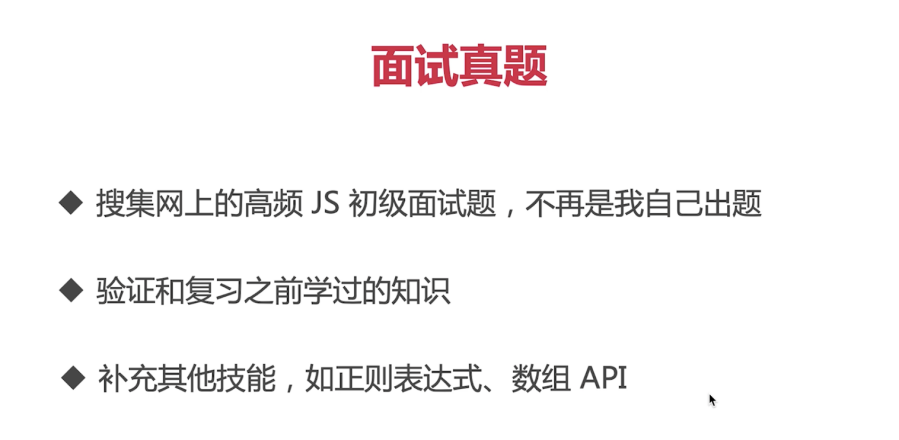 面试真题
◆ 搜集网上的高频 JS 初级面试题，不再是我自己出题
◆ 验证和复习之前学过的知识
◆ 补充其他技能，如正则表达式、数组 API